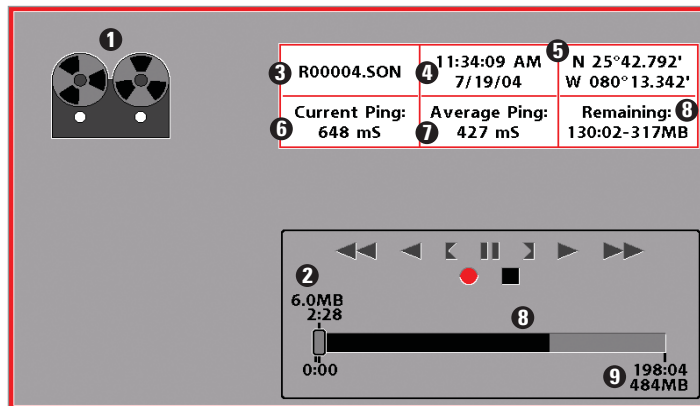 1
3 R00004.SON
4 11:34:09 AM
7/19/04
5 N 25°42.792'
W 080°13.342'
6 Current Ping:
648 mS
7 Average Ping:
427 mS
Remaining: 8
130:02-317MB
2
6.0MB
2:28
8
0:00
9 198:04
484MB